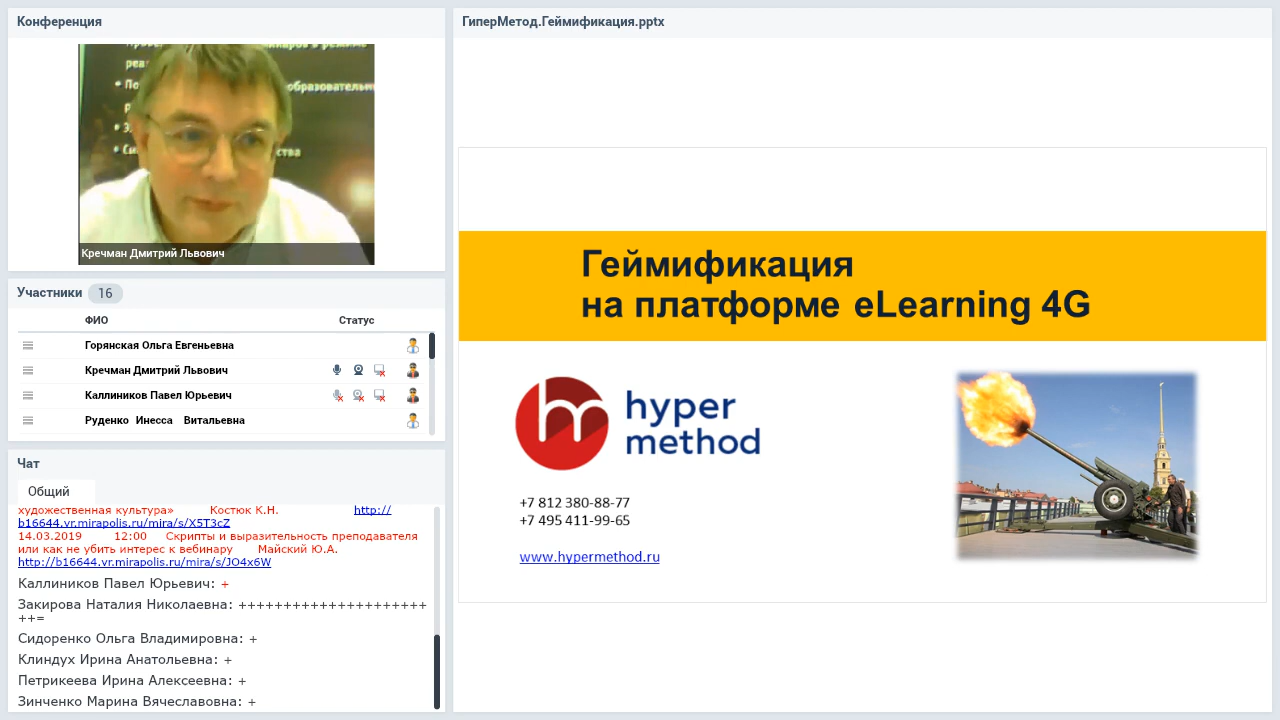 Конференция
реа
• По
образовательн
• Э
ства
Кречман Дмитрий Львович
Участники 16
ФИО Статус
Горянская Ольга Евгеньевна
Кречман Дмитрий Львович
Каллиников Павел Юрьевич
Руденко Инесса Витальевна
Чат
Общий
художественная культура» Костюк К.Н. http://
b16644.vr.mirapolis.ru/mira/s/X5T3cZ
14.03.2019 12:00 Скрипты и выразительность преподавателя
или как не убить интерес к вебинару Майский Ю.А.
http://b16644.vr.mirapolis.ru/mira/s/JO4x6W
Каллиников Павел Юрьевич: +
Закирова Наталия Николаевна: +++++++++++++++++++++
++=
Сидоренко Ольга Владимировна: +
Клиндух Ирина Анатольевна: +
Петрикеева Ирина Алексеевна: +
Зинченко Марина Вячеславовна: +
ГиперМетод.Геймификация.pptx
Геймификация
на платформе eLearning 4G
hyper
method
+7 812 380-88-77
+7 495 411-99-65
www.hypermethod.ru